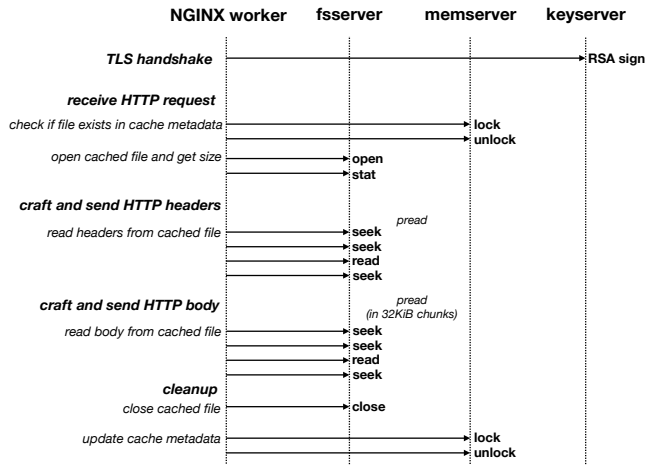 NGINX worker fsserver memserver keyserver
TLS handshake RSA sign
receive HTTP request
check if file exists in cache metadata lock
unlock
open cached file and get size open
stat
craft and send HTTP headers
pread
read headers from cached file seek
seek
read
seek
craft and send HTTP body pread
(in 32KiB chunks)
read body from cached file seek
seek
read
seek
cleanup
close cached file close
update cache metadata lock
unlock